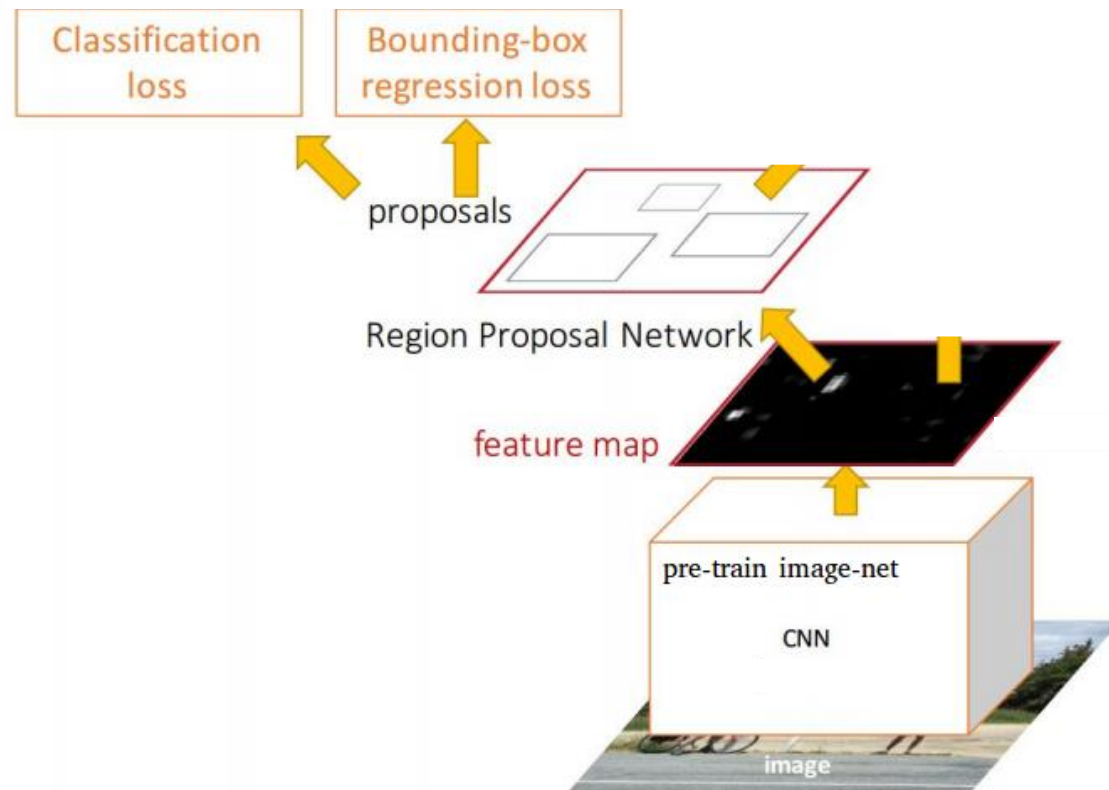 Classification
loss
Bounding-box
regression loss
proposals
Region Proposal Network
feature map
pre-train image-net
CNN
image